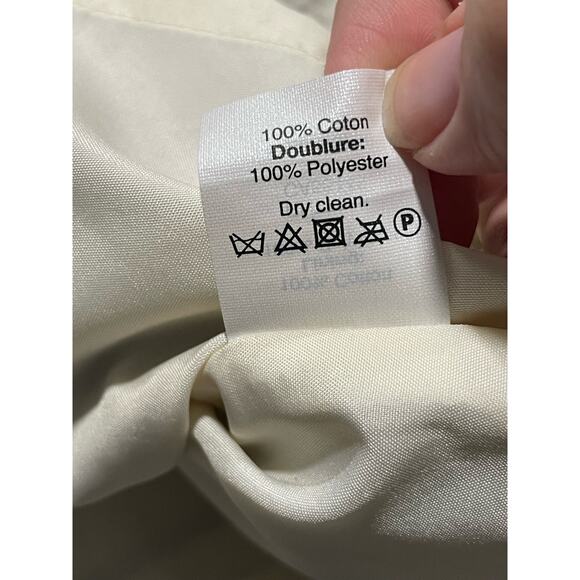 100% Coton
Doublure:
100% Polyester
Dry clean.
P